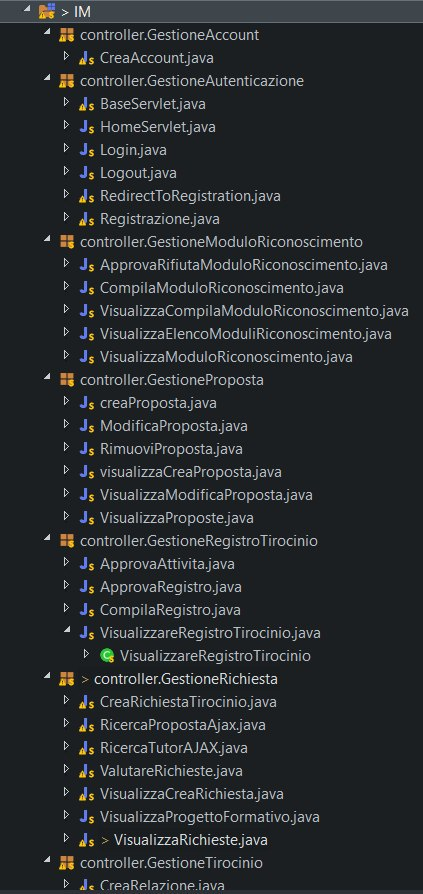 > IM
controller.GestioneAccount
CreaAccount.java
controller.GestioneAutenticazione
BaseServlet.java
HomeServlet.java
Login.java
Logout.java
RedirectToRegistration.java
Registrazione.java
controller.GestioneModuloRiconoscimento
ApprovaRifiutaModuloRiconoscimento.java
CompilaModuloRiconoscimento.java
VisualizzaCompilaModuloRiconoscimento.java
VisualizzaElencoModuliRiconoscimento.java
VisualizzaModuloRiconoscimento.java
controller.GestioneProposta
creaProposta.java
ModificaProposta.java
RimuoviProposta.java
visualizzaCreaProposta.java
VisualizzaModificaProposta.java
VisualizzaProposte.java
controller.GestioneRegistroTirocinio
ApprovaAttivita.java
ApprovaRegistro.java
CompilaRegistro.java
VisualizzareRegistroTirocinio.java
VisualizzareRegistroTirocinio
> controller.GestioneRichiesta
CreaRichiestaTirocinio.java
RicercaPropostaAjax.java
RicercaTutorAJAX.java
ValutareRichieste.java
VisualizzaCreaRichiesta.java
VisualizzaProgettoFormativo.java
> VisualizzaRichieste.java
controller.GestioneTirocinio
CreaRelazione.java